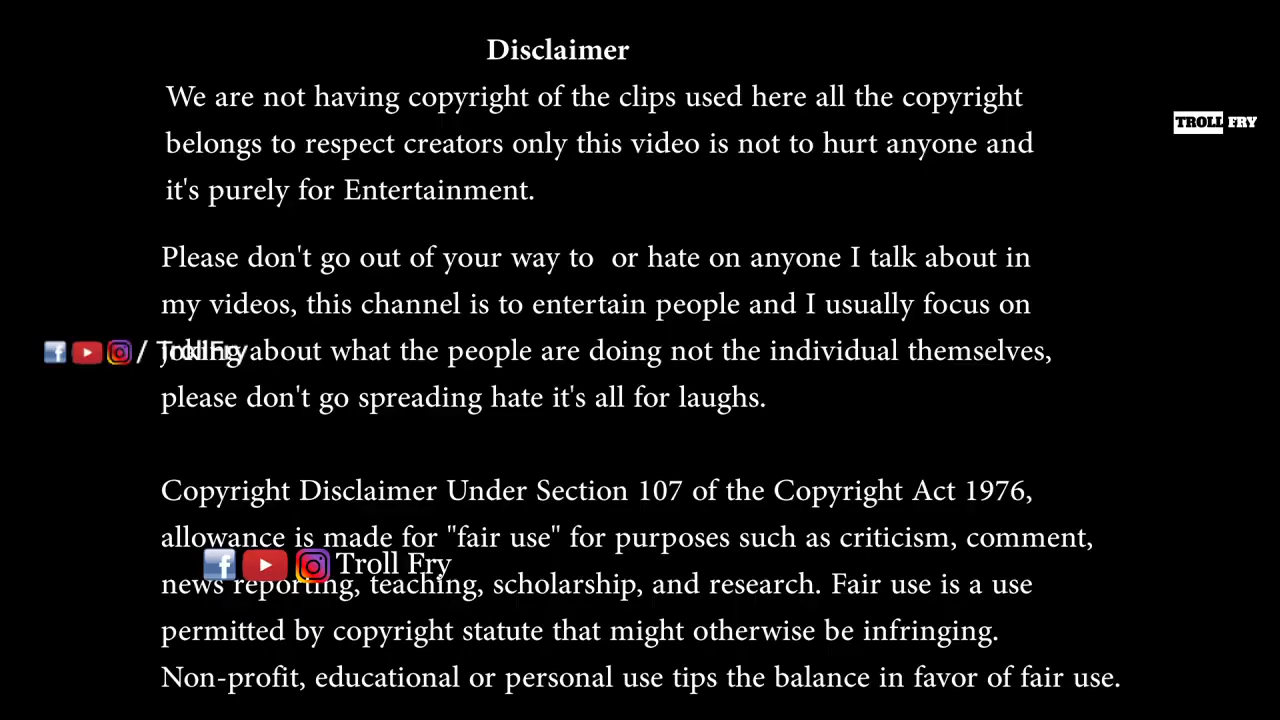 Disclaimer
We are not having copyright of the clips used here all the copyright
TROLL FRY
belongs to respect creators only this video is not to hurt anyone and
it's purely for Entertainment.
Please don't go out of your way to or hate on anyone I talk about in
my videos, this channel is to entertain people and I usually focus on
/ TrollFry
joking about what the people are doing not the individual themselves,
please don't go spreading hate it's all for laughs.
Copyright Disclaimer Under Section 107 of the Copyright Act 1976,
allowance is made for "fair use" for purposes such as criticism, comment,
Troll Fry
news reporting, teaching, scholarship, and research. Fair use is a use
permitted by copyright statute that might otherwise be infringing.
Non-profit, educational or personal use tips the balance in favor of fair use.